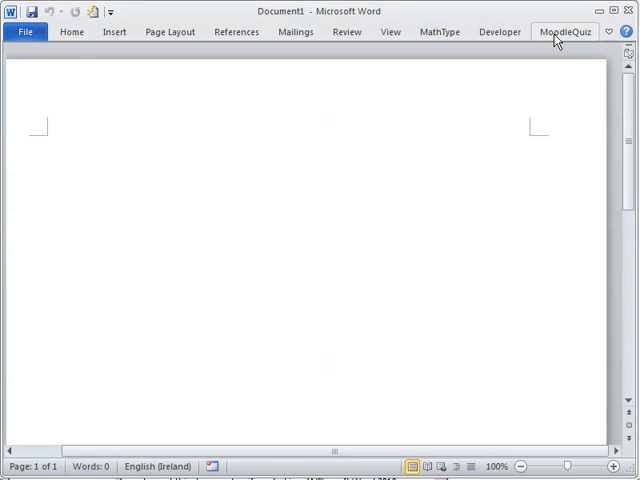 W
Document1 - Microsoft Word
File Home Insert Page Layout References Mailings Review View MathType Developer MoodleQuiz
Page: 1 of 1 Words: 0 English (Ireland) 100%